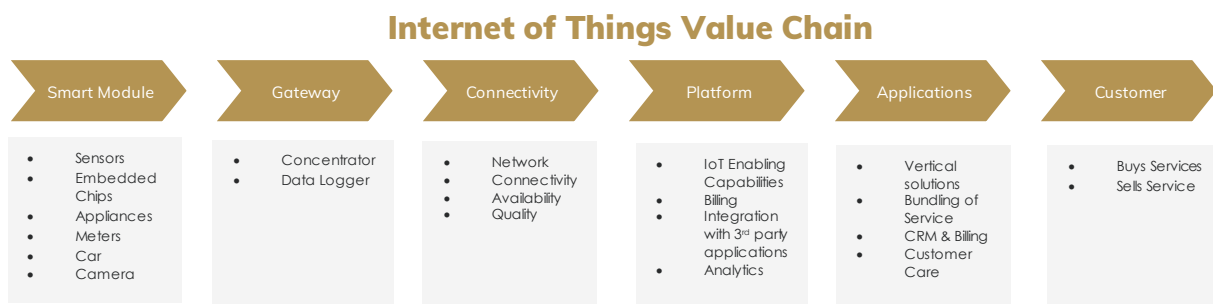 Internet of Things Value Chain
Smart Module
Gateway
Connectivity
Platform
Applications
Customer
• Sensors
• Embedded
Chips
• Appliances
• Meters
• Car
• Camera
• Concentrator
• Data Logger
• Network
• Connectivity
• Availability
• Quality
• IoT Enabling
Capabilities
• Billing
• Integration
with 3rd party
applications
• Analytics
• Vertical
solutions
• Bundling of
Service
• CRM & Billing
• Customer
Care
• Buys Services
• Sells Service